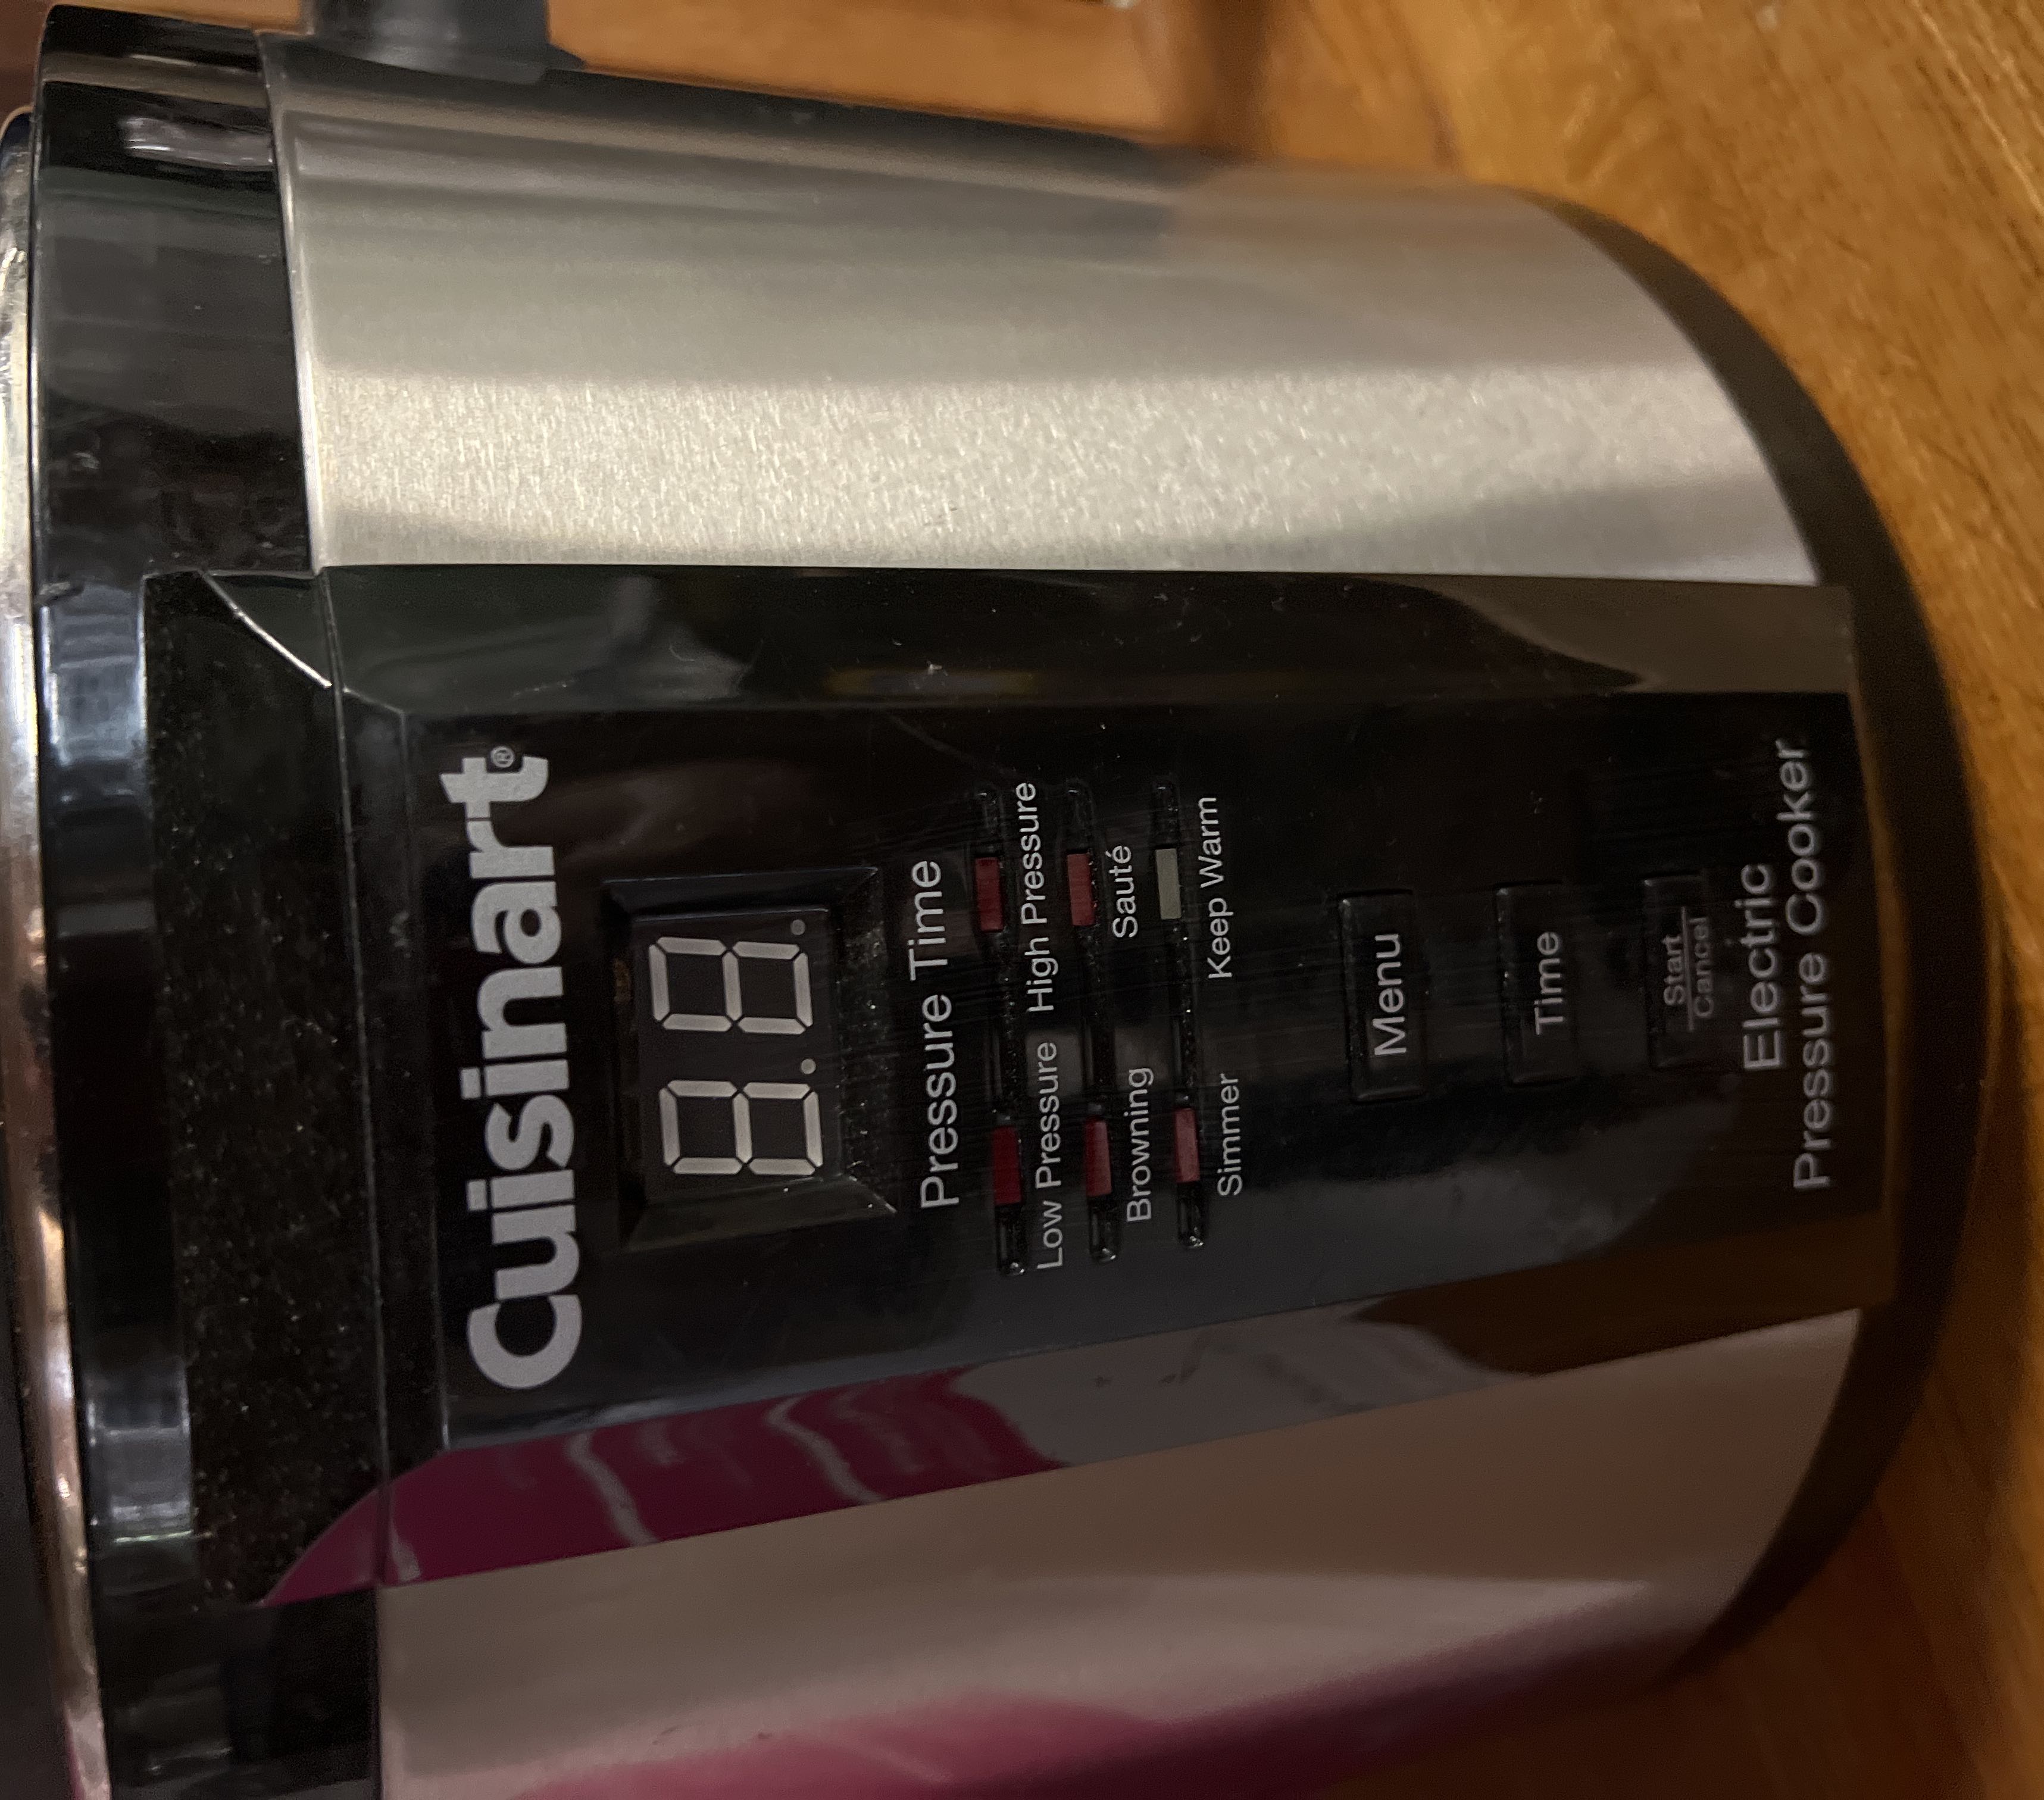 Cuisinart®
8.8.
Pressure Time
Low Pressure High Pressure
Browning Sauté
Simmer Keep Warm
Menu
Time
Start
Cancel
Electric
Pressure Cooker